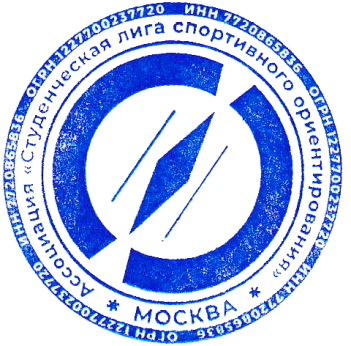 ОГРН 1227700237720 ИНН 7720865836 ОГРН 1227700237720 ИНН 7720865836 ОГРН 1227700237720 ИНН 7720865836
Ассоциация «Студенческая лига спортивного ориентирования»
* МОСКВА *